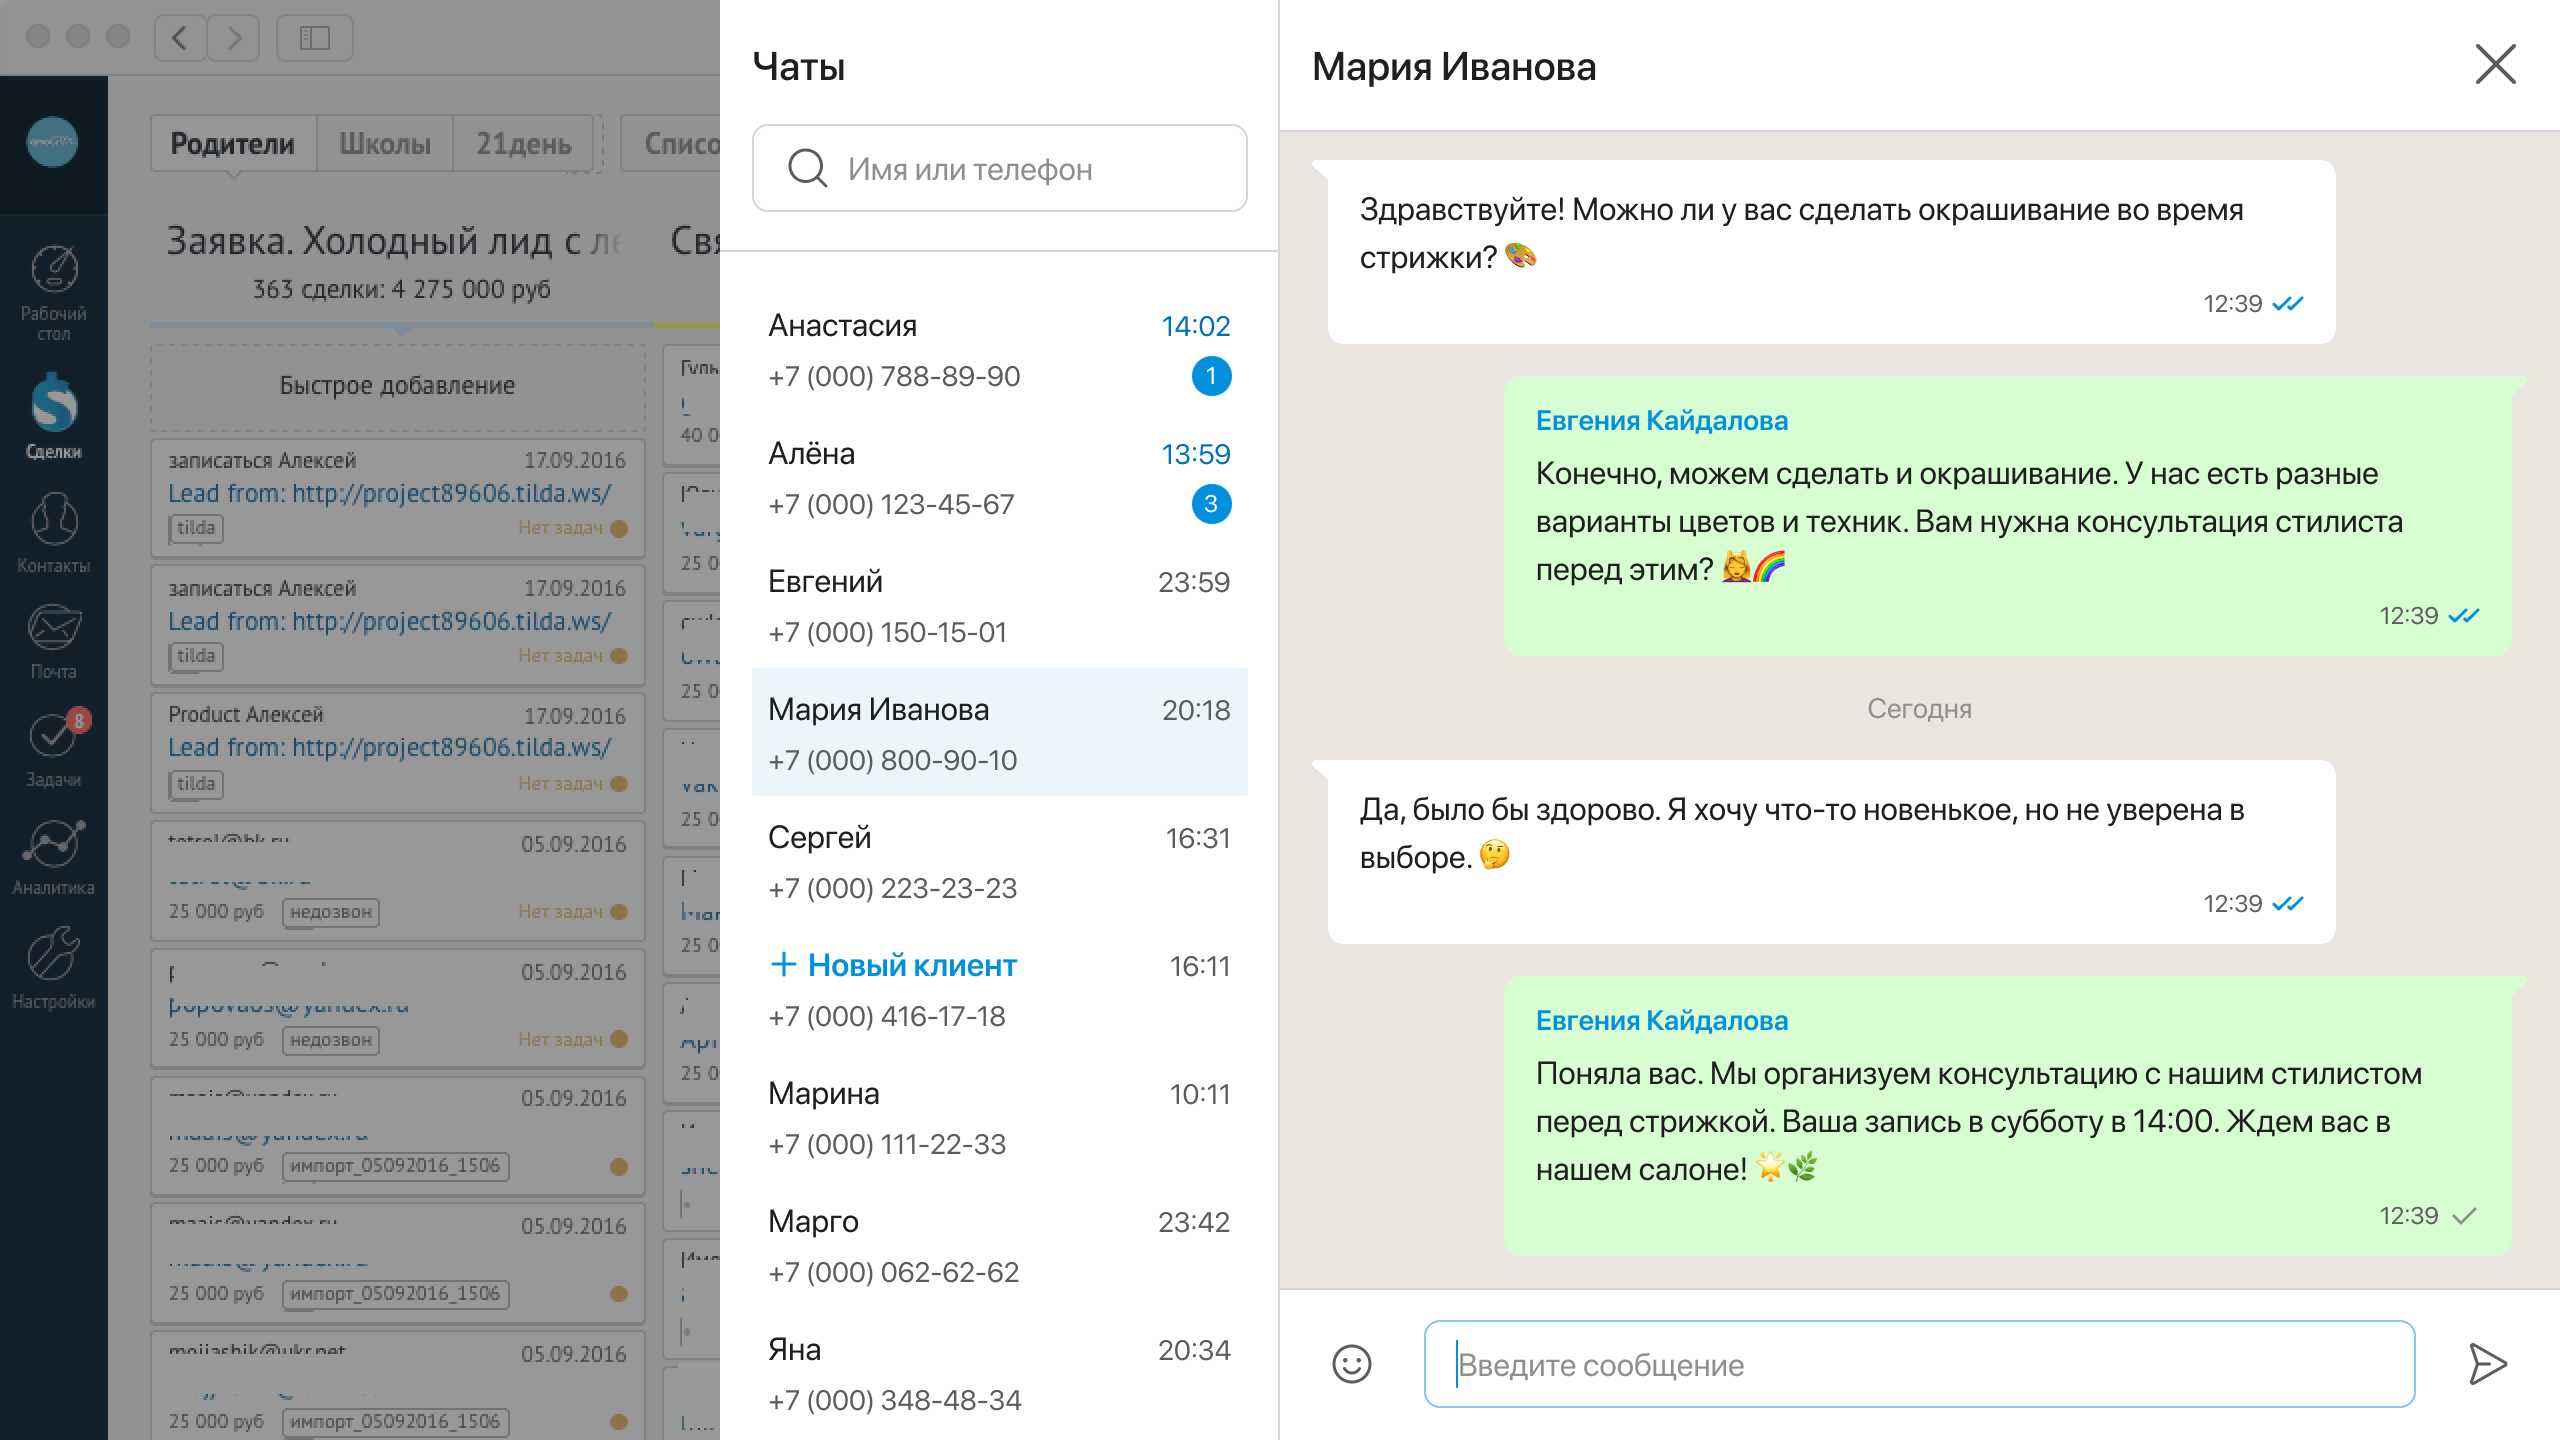 Рабочий
стол
Сделки
Контакты
Почта
8
Задачи
Аналитика
Настройки
Родители
Школы
21день
Заявка. Холодный лид с
363 сделки: 4 275 000 руб
Быстрое добавление
записаться Алексей 17.09.2016
Lead from: http://project89606.tilda.ws/
tilda Нет задач
записаться Алексей 17.09.2016
Lead from: http://project89606.tilda.ws/
tilda Нет задач
Product Алексей 17.09.2016
Lead from: http://project89606.tilda.ws/
tilda Нет задач
05.09.2016
25 000 руб недозвон Нет задач
05.09.2016
25 000 руб недозвон Нет задач
05.09.2016
25 000 руб импорт_05092016_1506
05.09.2016
25 000 руб импорт_05092016_1506
05.09.2016
25 000 руб импорт_05092016_1506
Чаты
Имя или телефон
Анастасия 14:02
+7 (000) 788-89-90 1
Алёна 13:59
+7 (000) 123-45-67 3
Евгений 23:59
+7 (000) 150-15-01
Мария Иванова 20:18
+7 (000) 800-90-10
Сергей 16:31
+7 (000) 223-23-23
+ Новый клиент 16:11
+7 (000) 416-17-18
Марина 10:11
+7 (000) 111-22-33
Марго 23:42
+7 (000) 062-62-62
Яна 20:34
+7 (000) 348-48-34
Мария Иванова
Здравствуйте! Можно ли у вас сделать окрашивание во время
стрижки? 🎨
12:39
Евгения Кайдалова
Конечно, можем сделать и окрашивание. У нас есть разные
варианты цветов и техник. Вам нужна консультация стилиста
перед этим? 💆‍♀️🌈
12:39
Сегодня
Да, было бы здорово. Я хочу что-то новенькое, но не уверена в
выборе. 🤔
12:39
Евгения Кайдалова
Поняла вас. Мы организуем консультацию с нашим стилистом
перед стрижкой. Ваша запись в субботу в 14:00. Ждем вас в
нашем салоне! 🌟🌿
12:39
Введите сообщение